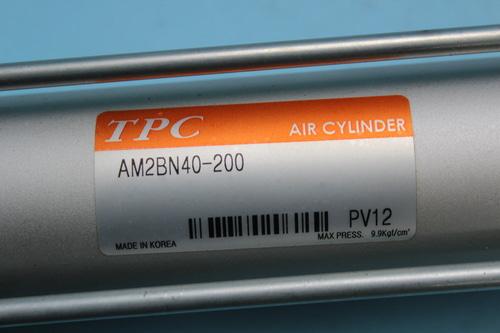 TPC AIR CYLINDER
AM2BN40-200
PV12
MADE IN KOREA MAX PRESS. 9.9Kgf/cm²